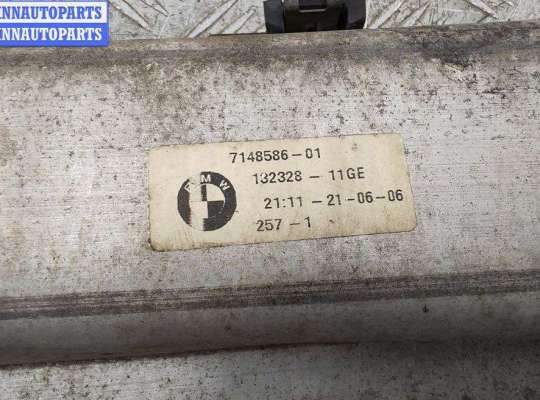 INNAUTOPARTS
INNAUTOPARTS
7148586-01
132328 - 11GE
BMW
21:11 - 21-06-06
257-1